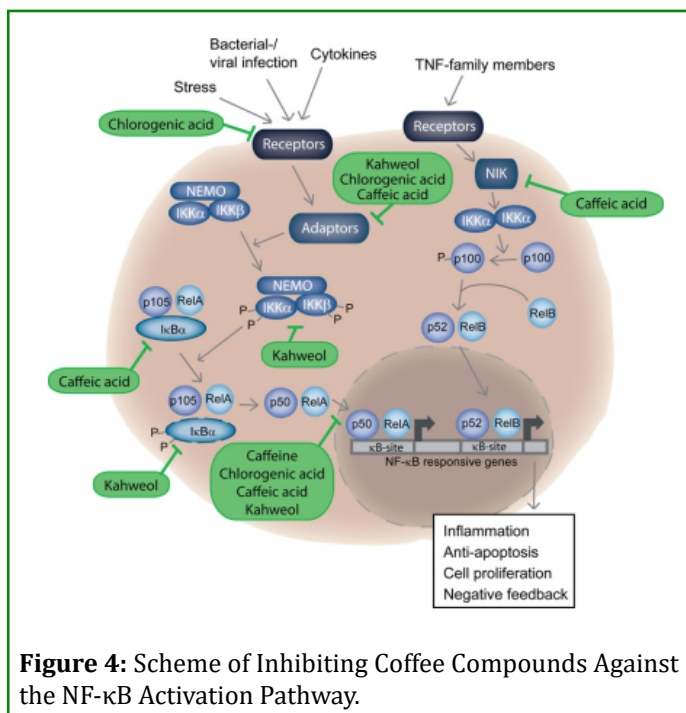 Bacterial-/
viral infection
Cytokines
Stress
TNF-family members
Chlorogenic acid
Receptors
Receptors
Kahweol
Chlorogenic acid
Caffeic acid
NIK
Caffeic acid
NEMO
IKKα IKKβ
Adaptors
IKKα IKKα
P p100 p100
NEMO
IKKα IKKβ
P P P P
p105 RelA
IκBα
RelB
p52 RelB
Kahweol
Caffeic acid
p105 RelA
p50 RelA
P P IκBα
p50 RelA
p52 RelB
κB-site κB-site
NF-κB responsive genes
Kahweol
Caffeine
Chlorogenic acid
Caffeic acid
Kahweol
Inflammation
Anti-apoptosis
Cell proliferation
Negative feedback
Figure 4: Scheme of Inhibiting Coffee Compounds Against
the NF-κB Activation Pathway.